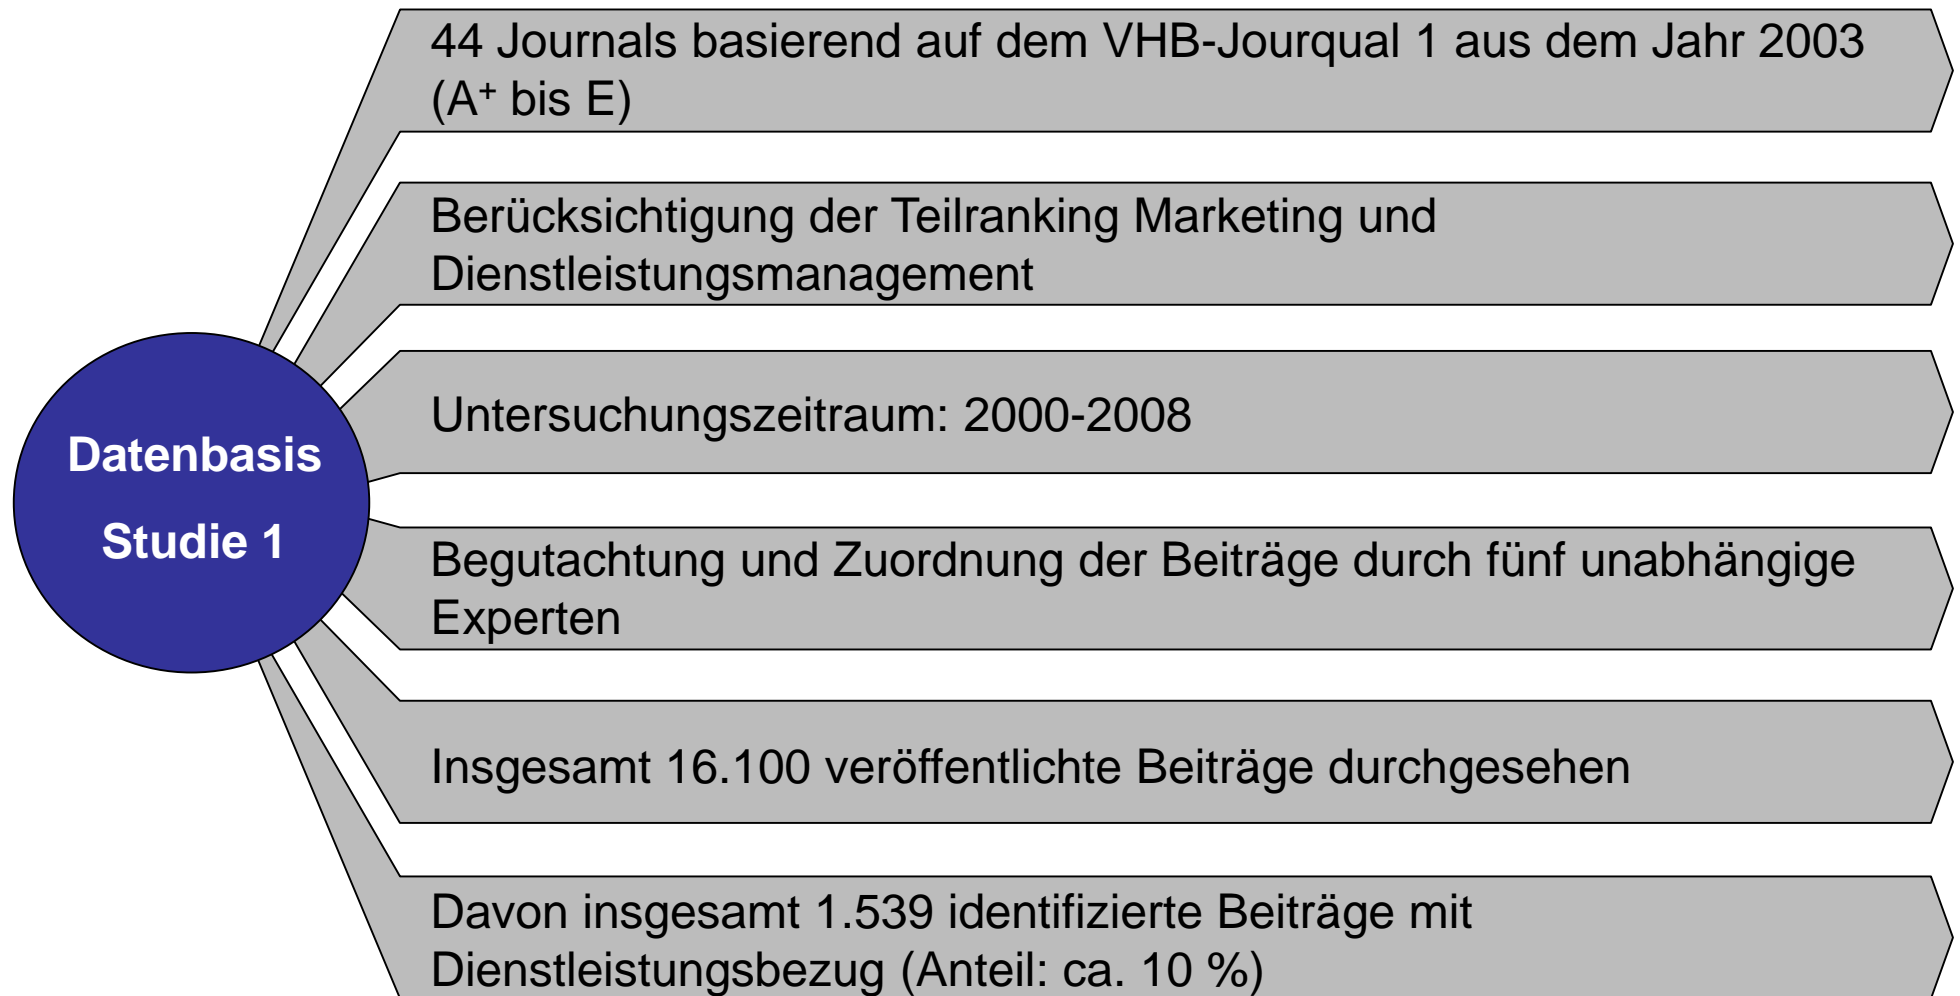 44 Journals basierend auf dem VHB-Jourqual 1 aus dem Jahr 2003
(A+ bis E)
Berücksichtigung der Teilranking Marketing und
Dienstleistungsmanagement
Untersuchungszeitraum: 2000-2008
Datenbasis
Studie 1
Begutachtung und Zuordnung der Beiträge durch fünf unabhängige
Experten
Insgesamt 16.100 veröffentlichte Beiträge durchgesehen
Davon insgesamt 1.539 identifizierte Beiträge mit
Dienstleistungsbezug (Anteil: ca. 10 %)